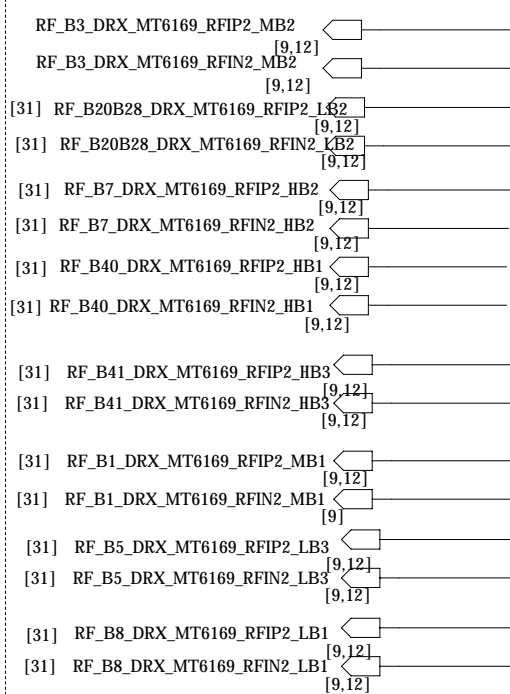 RF_B3_DRX_MT6169_RFIP2_MB2
[9,12]
RF_B3_DRX_MT6169_RFIN2_MB2
[9,12]
[31] RF_B20B28_DRX_MT6169_RFIP2_LB2
[9,12]
[31] RF_B20B28_DRX_MT6169_RFIN2_LB2
[9,12]
[31] RF_B7_DRX_MT6169_RFIP2_HB2
[9,12]
[31] RF_B7_DRX_MT6169_RFIN2_HB2
[9,12]
[31] RF_B40_DRX_MT6169_RFIP2_HB1
[9,12]
[31] RF_B40_DRX_MT6169_RFIN2_HB1
[9,12]
[31] RF_B41_DRX_MT6169_RFIP2_HB3
[9,12]
[31] RF_B41_DRX_MT6169_RFIN2_HB3
[9,12]
[31] RF_B1_DRX_MT6169_RFIP2_MB1
[9,12]
[31] RF_B1_DRX_MT6169_RFIN2_MB1
[9]
[31] RF_B5_DRX_MT6169_RFIP2_LB3
[9,12]
[31] RF_B5_DRX_MT6169_RFIN2_LB3
[9,12]
[31] RF_B8_DRX_MT6169_RFIP2_LB1
[9,12]
[31] RF_B8_DRX_MT6169_RFIN2_LB1
[9,12]